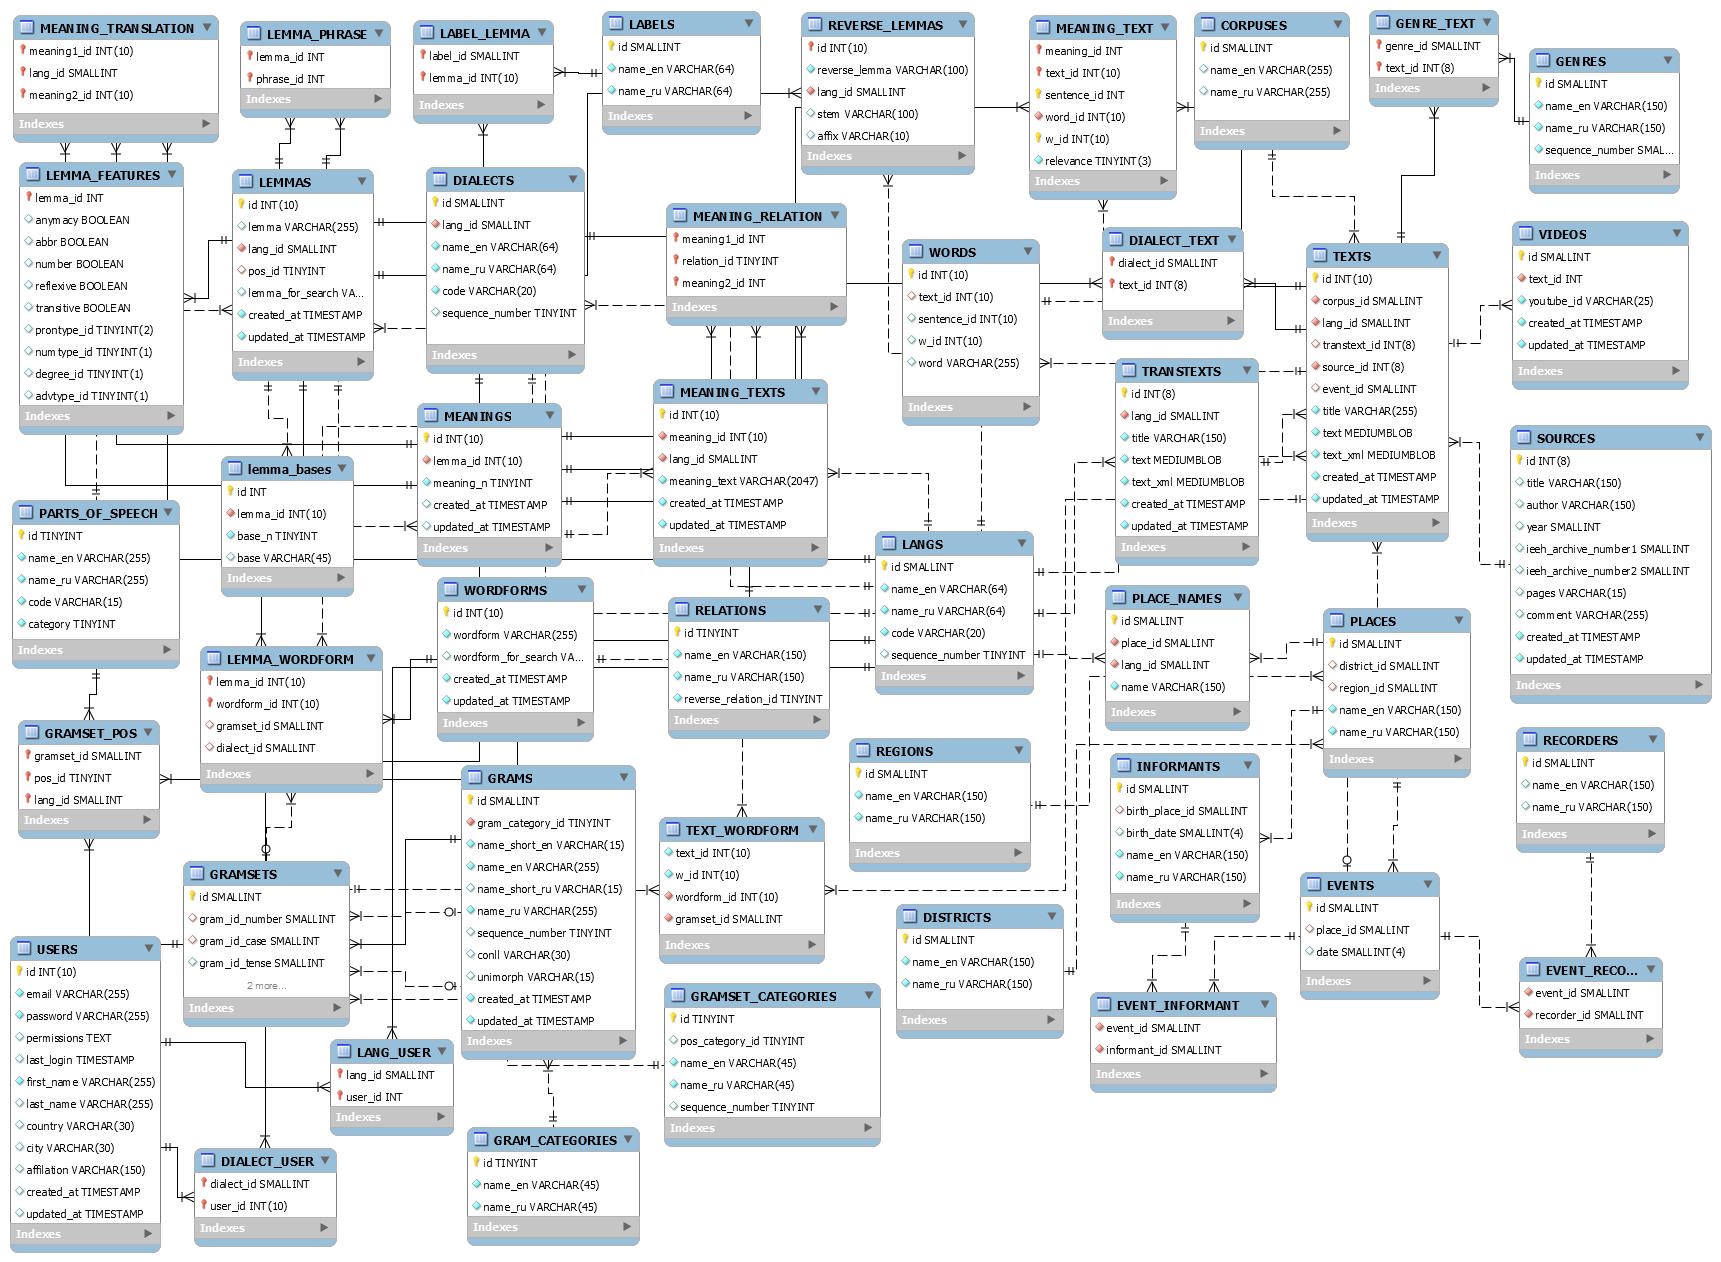 MEANING_TRANSLATION
meaning1_id INT(10)
lang_id SMALLINT
meaning2_id INT(10)
Indexes
LEMMA_PHRASE
lemma_id INT
phrase_id INT
Indexes
LABEL_LEMMA
label_id SMALLINT
lemma_id INT(10)
Indexes
LABELS
id SMALLINT
name_en VARCHAR(64)
name_ru VARCHAR(64)
Indexes
REVERSE_LEMMAS
id INT(10)
reverse_lemma VARCHAR(100)
lang_id SMALLINT
stem VARCHAR(100)
affix VARCHAR(10)
Indexes
MEANING_TEXT
meaning_id INT
text_id INT(10)
sentence_id INT
word_id INT(10)
w_id INT(10)
relevance TINYINT(3)
Indexes
CORPUSES
id SMALLINT
name_en VARCHAR(255)
name_ru VARCHAR(255)
Indexes
GENRE_TEXT
genre_id SMALLINT
text_id INT(8)
Indexes
GENRES
id SMALLINT
name_en VARCHAR(150)
name_ru VARCHAR(150)
sequence_number SMAL...
Indexes
LEMMA_FEATURES
lemma_id INT
anymacy BOOLEAN
abbr BOOLEAN
number BOOLEAN
reflexive BOOLEAN
transitive BOOLEAN
prontype_id TINYINT(2)
numtype_id TINYINT(1)
degree_id TINYINT(1)
advtype_id TINYINT(1)
Indexes
LEMMAS
id INT(10)
lemma VARCHAR(255)
lang_id SMALLINT
pos_id TINYINT
lemma_for_search VA...
created_at TIMESTAMP
updated_at TIMESTAMP
Indexes
DIALECTS
id SMALLINT
lang_id SMALLINT
name_en VARCHAR(64)
name_ru VARCHAR(64)
code VARCHAR(20)
sequence_number TINYINT
Indexes
MEANING_RELATION
meaning1_id INT
relation_id TINYINT
meaning2_id INT
Indexes
WORDS
id INT(10)
text_id INT(10)
sentence_id INT(10)
w_id INT(10)
word VARCHAR(255)
Indexes
DIALECT_TEXT
dialect_id SMALLINT
text_id INT(8)
Indexes
TEXTS
id INT(10)
corpus_id SMALLINT
lang_id SMALLINT
transtext_id INT(8)
source_id INT(8)
event_id SMALLINT
title VARCHAR(255)
text MEDIUMBLOB
text_xml MEDIUMBLOB
created_at TIMESTAMP
updated_at TIMESTAMP
Indexes
VIDEOS
id SMALLINT
text_id INT
youtube_id VARCHAR(25)
created_at TIMESTAMP
updated_at TIMESTAMP
Indexes
TRANSTEXTS
id INT(8)
lang_id SMALLINT
title VARCHAR(150)
text MEDIUMBLOB
text_xml MEDIUMBLOB
created_at TIMESTAMP
updated_at TIMESTAMP
Indexes
MEANINGS
id INT(10)
lemma_id INT(10)
meaning_n TINYINT
created_at TIMESTAMP
updated_at TIMESTAMP
Indexes
MEANING_TEXTS
id INT(10)
meaning_id INT(10)
lang_id SMALLINT
meaning_text VARCHAR(2047)
created_at TIMESTAMP
updated_at TIMESTAMP
Indexes
SOURCES
id INT(8)
title VARCHAR(150)
author VARCHAR(150)
year SMALLINT
ieeh_archive_number1 SMALLINT
ieeh_archive_number2 SMALLINT
pages VARCHAR(15)
comment VARCHAR(255)
created_at TIMESTAMP
updated_at TIMESTAMP
Indexes
lemma_bases
id INT
lemma_id INT(10)
base_n TINYINT
base VARCHAR(45)
Indexes
PARTS_OF_SPEECH
id TINYINT
name_en VARCHAR(255)
name_ru VARCHAR(255)
code VARCHAR(15)
category TINYINT
Indexes
LANGS
id SMALLINT
name_en VARCHAR(64)
name_ru VARCHAR(64)
code VARCHAR(20)
sequence_number TINYINT
Indexes
WORDFORMS
id INT(10)
wordform VARCHAR(255)
wordform_for_search VA...
created_at TIMESTAMP
updated_at TIMESTAMP
Indexes
RELATIONS
id TINYINT
name_en VARCHAR(150)
name_ru VARCHAR(150)
reverse_relation_id TINYINT
Indexes
PLACE_NAMES
id SMALLINT
place_id SMALLINT
lang_id SMALLINT
name VARCHAR(150)
Indexes
PLACES
id SMALLINT
district_id SMALLINT
region_id SMALLINT
name_en VARCHAR(150)
name_ru VARCHAR(150)
Indexes
LEMMA_WORDFORM
lemma_id INT(10)
wordform_id INT(10)
gramset_id SMALLINT
dialect_id SMALLINT
Indexes
GRAMSET_POS
gramset_id SMALLINT
pos_id TINYINT
lang_id SMALLINT
Indexes
REGIONS
id SMALLINT
name_en VARCHAR(150)
name_ru VARCHAR(150)
Indexes
INFORMANTS
id SMALLINT
birth_place_id SMALLINT
birth_date SMALLINT(4)
name_en VARCHAR(150)
name_ru VARCHAR(150)
Indexes
RECORDERS
id SMALLINT
name_en VARCHAR(150)
name_ru VARCHAR(150)
Indexes
GRAMS
id SMALLINT
gram_category_id TINYINT
name_short_en VARCHAR(15)
name_en VARCHAR(255)
name_short_ru VARCHAR(15)
name_ru VARCHAR(255)
sequence_number TINYINT
conll VARCHAR(30)
unimorph VARCHAR(15)
created_at TIMESTAMP
updated_at TIMESTAMP
Indexes
TEXT_WORDFORM
text_id INT(10)
w_id INT(10)
wordform_id INT(10)
gramset_id SMALLINT
Indexes
GRAMSETS
id SMALLINT
gram_id_number SMALLINT
gram_id_case SMALLINT
gram_id_tense SMALLINT
2 more...
Indexes
EVENTS
id SMALLINT
place_id SMALLINT
date SMALLINT(4)
Indexes
DISTRICTS
id SMALLINT
name_en VARCHAR(150)
name_ru VARCHAR(150)
Indexes
USERS
id INT(10)
email VARCHAR(255)
password VARCHAR(255)
permissions TEXT
last_login TIMESTAMP
first_name VARCHAR(255)
last_name VARCHAR(255)
country VARCHAR(30)
city VARCHAR(30)
affilation VARCHAR(150)
created_at TIMESTAMP
updated_at TIMESTAMP
Indexes
EVENT_RECO...
event_id SMALLINT
recorder_id SMALLINT
Indexes
GRAMSET_CATEGORIES
id TINYINT
pos_category_id TINYINT
name_en VARCHAR(45)
name_ru VARCHAR(45)
sequence_number TINYINT
Indexes
EVENT_INFORMANT
event_id SMALLINT
informant_id SMALLINT
Indexes
LANG_USER
lang_id SMALLINT
user_id INT
Indexes
GRAM_CATEGORIES
id TINYINT
name_en VARCHAR(45)
name_ru VARCHAR(45)
Indexes
DIALECT_USER
dialect_id SMALLINT
user_id INT(10)
Indexes